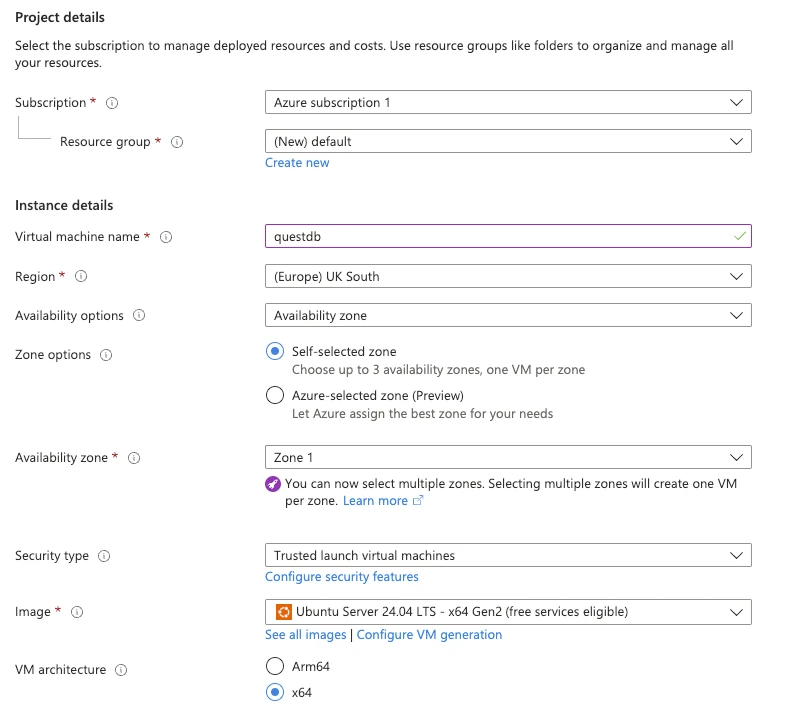 Project details
Select the subscription to manage deployed resources and costs. Use resource groups like folders to organize and manage all
your resources.
Subscription *
Azure subscription 1
Resource group *
(New) default
Create new
Instance details
Virtual machine name *
questdb
Region *
(Europe) UK South
Availability options
Availability zone
Zone options
Self-selected zone
Choose up to 3 availability zones, one VM per zone
Azure-selected zone (Preview)
Let Azure assign the best zone for your needs
Availability zone *
Zone 1
You can now select multiple zones. Selecting multiple zones will create one VM
per zone. Learn more
Security type
Trusted launch virtual machines
Configure security features
Image *
Ubuntu Server 24.04 LTS - x64 Gen2 (free services eligible)
See all images | Configure VM generation
VM architecture
Arm64
x64